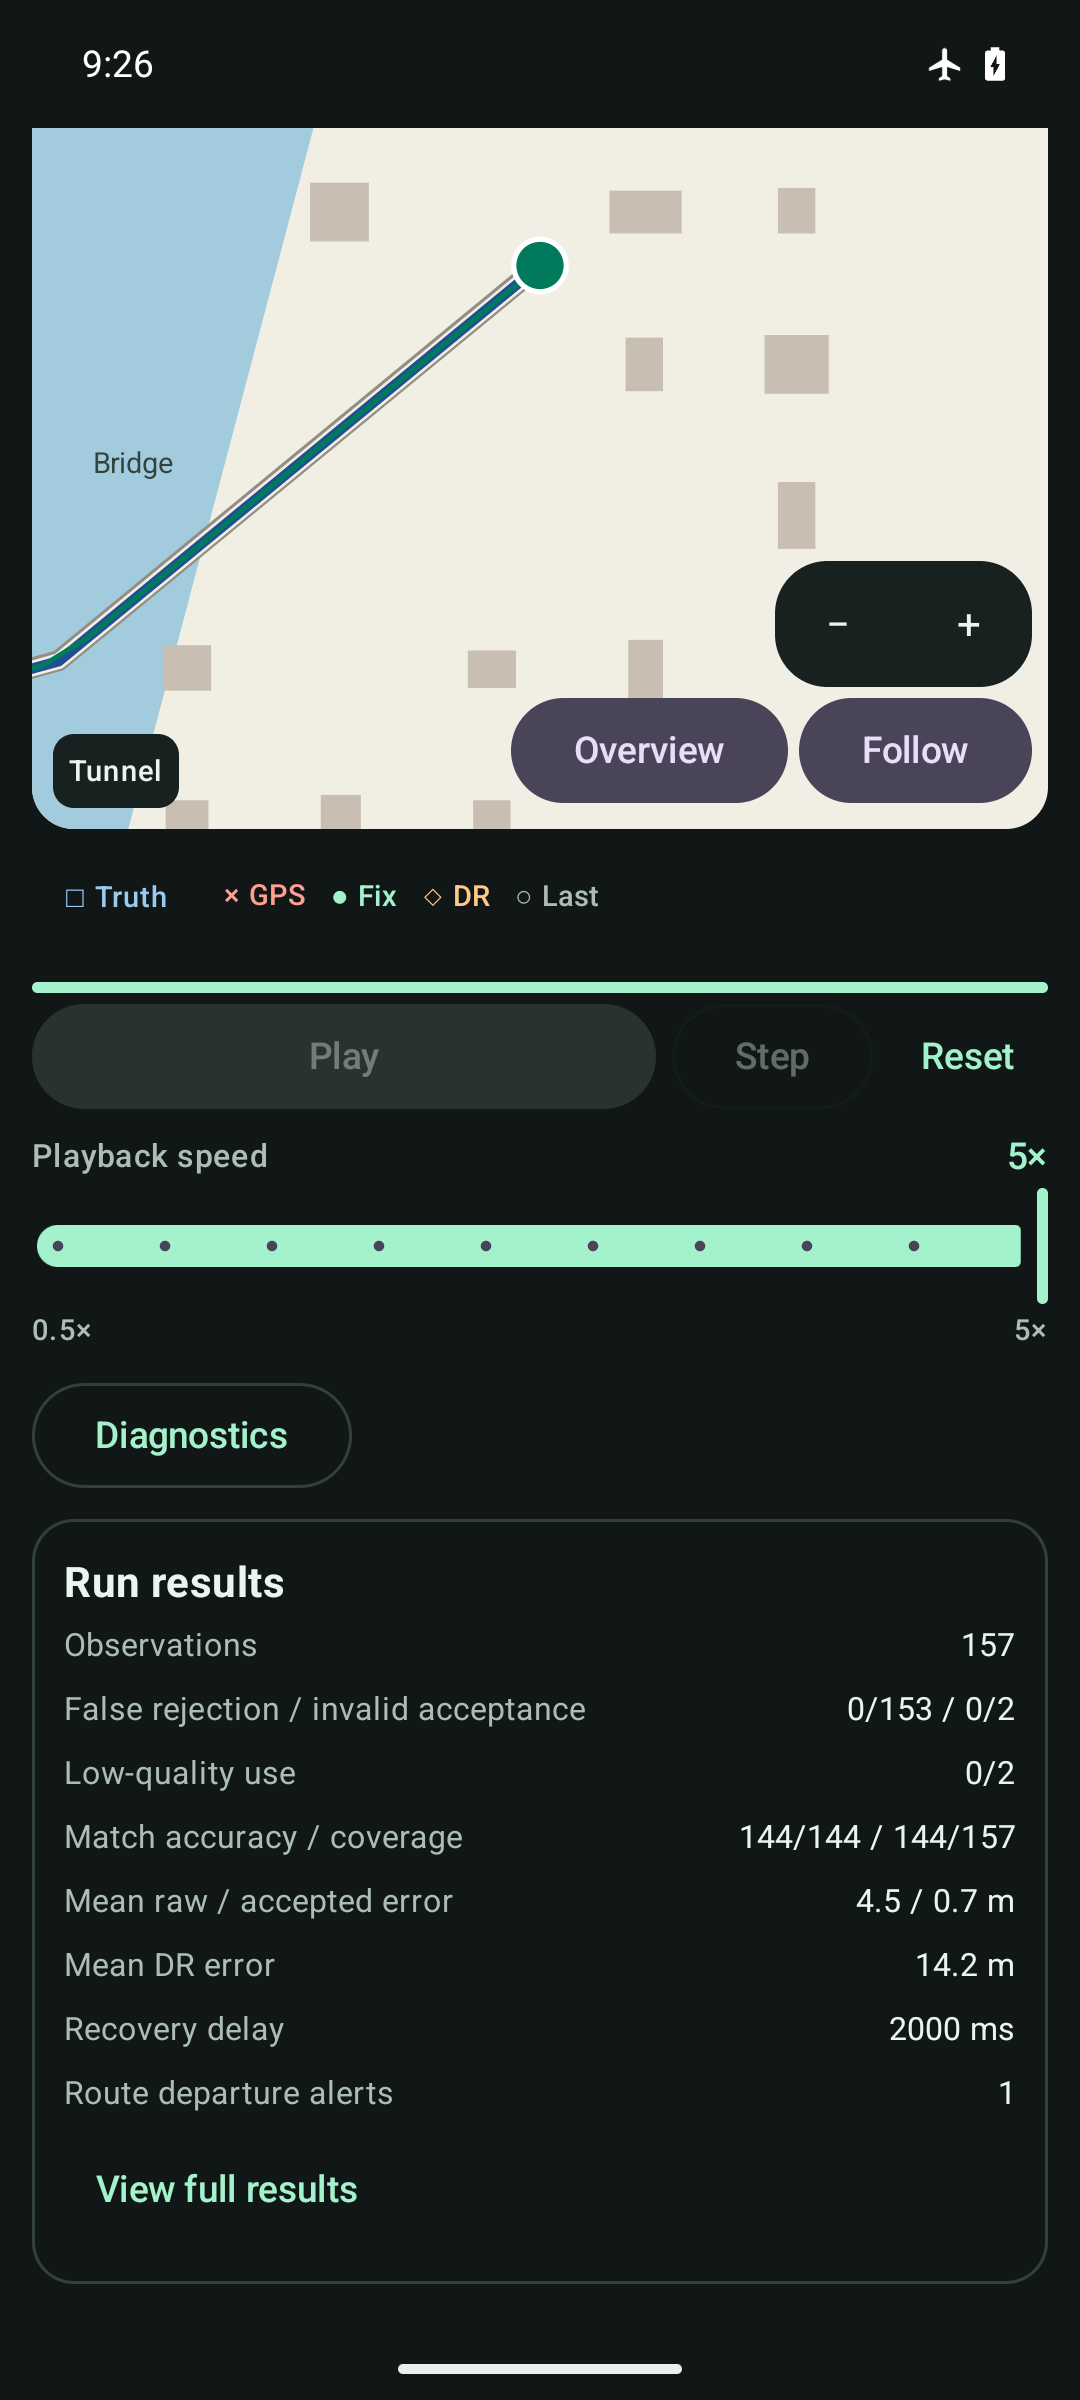 9:26
Bridge
− +
Overview Follow
Tunnel
□ Truth × GPS ● Fix ◇ DR ○ Last
Play Step Reset
Playback speed 5×
0.5× 5×
Diagnostics
Run results
Observations 157
False rejection / invalid acceptance 0/153 / 0/2
Low-quality use 0/2
Match accuracy / coverage 144/144 / 144/157
Mean raw / accepted error 4.5 / 0.7 m
Mean DR error 14.2 m
Recovery delay 2000 ms
Route departure alerts 1
View full results